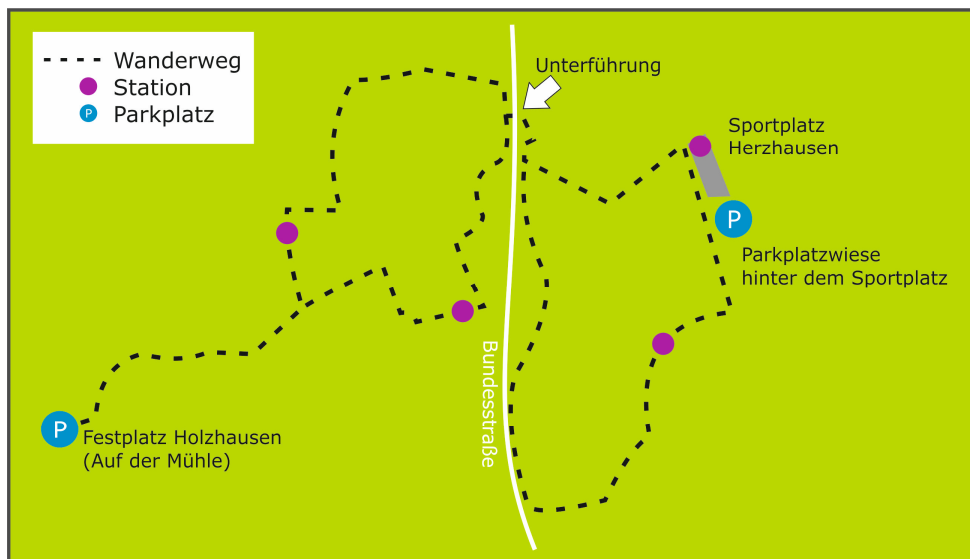 Wanderweg
Station
P Parkplatz
Unterführung
Sportplatz
Herzhausen
P
Parkplatzwiese
hinter dem Sportplatz
Bundesstraße
P
Festplatz Holzhausen
(Auf der Mühle)